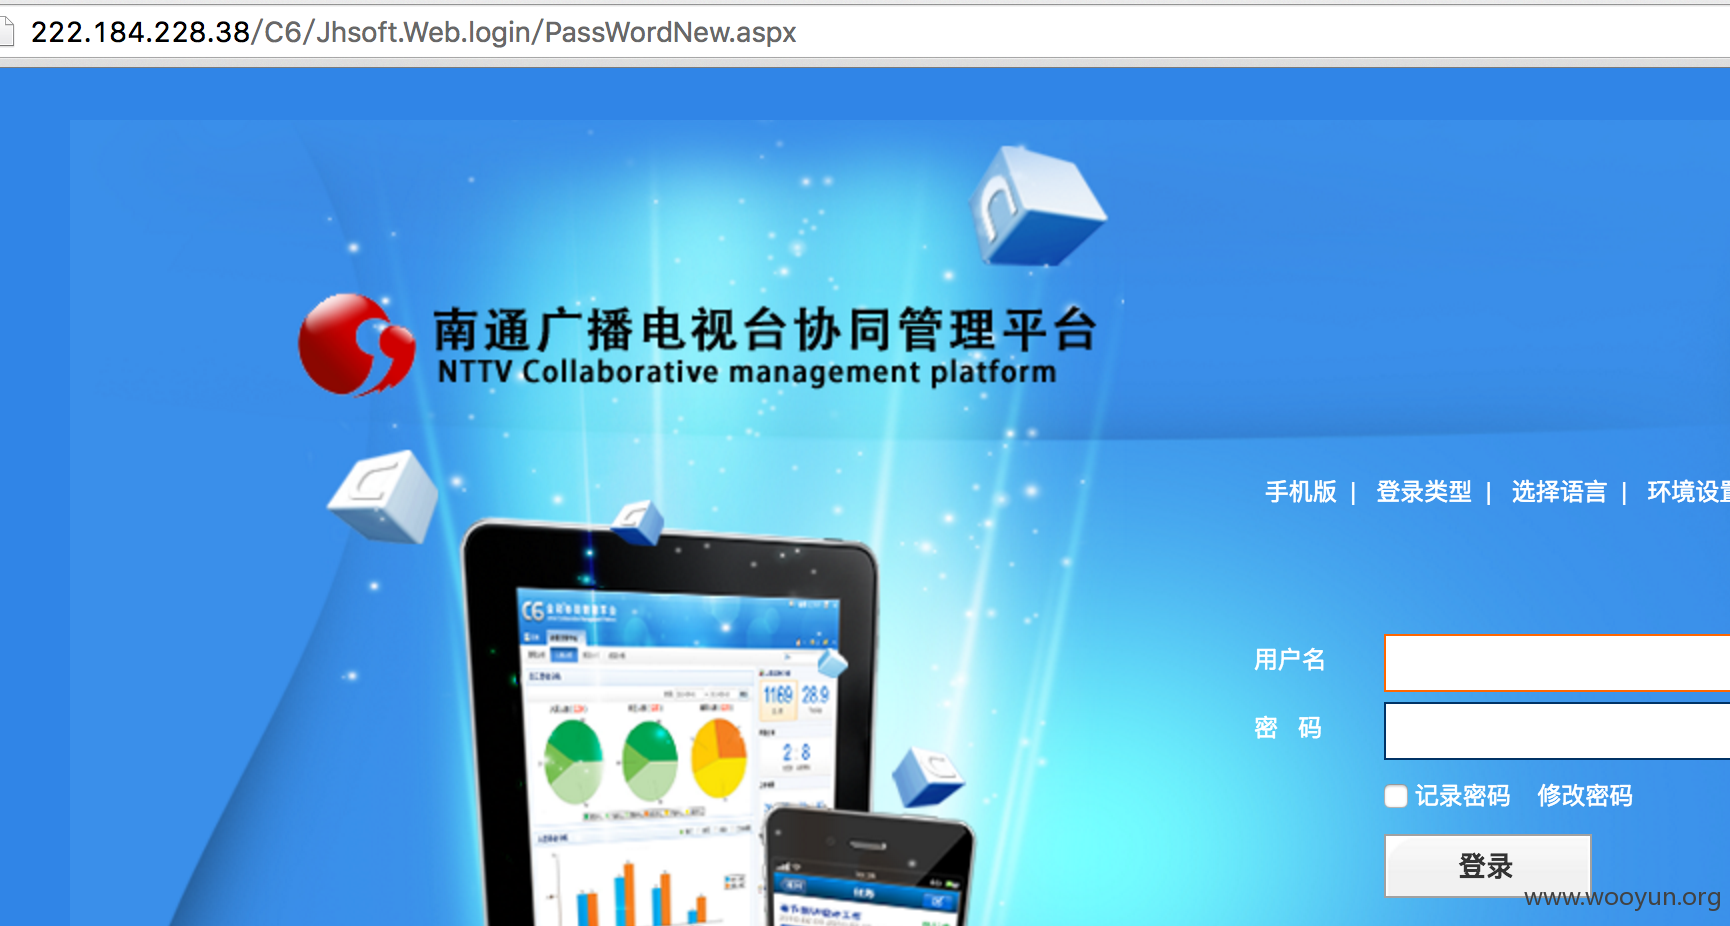 222.184.228.38/C6/Jhsoft.Web.login/PassWordNew.aspx
南通广播电视台协同管理平台
NTTV Collaborative management platform
手机版 | 登录类型 | 选择语言 | 环境设置
C6
1169 28.9
2:8
用户名
密 码
记录密码 修改密码
登录
www.wooyun.org